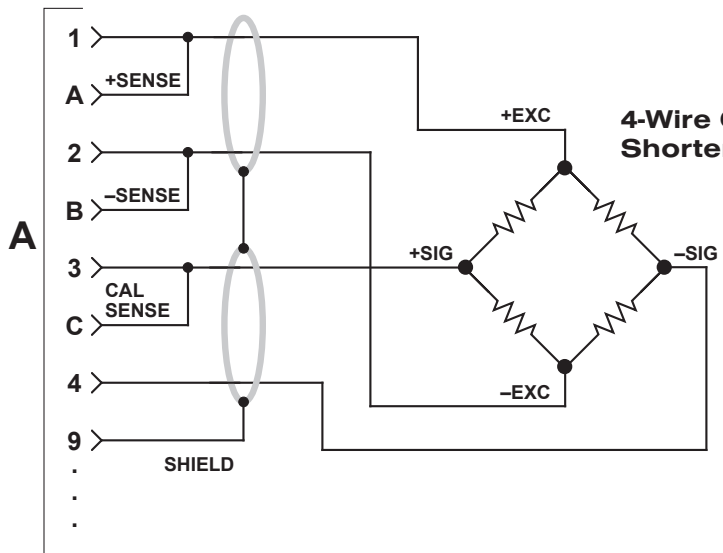 A
1
A
+SENSE
2
B
–SENSE
3
C
CAL
SENSE
4
9
SHIELD
.
.
.
+EXC
4-Wire
Shorte
+SIG
–SIG
–EXC